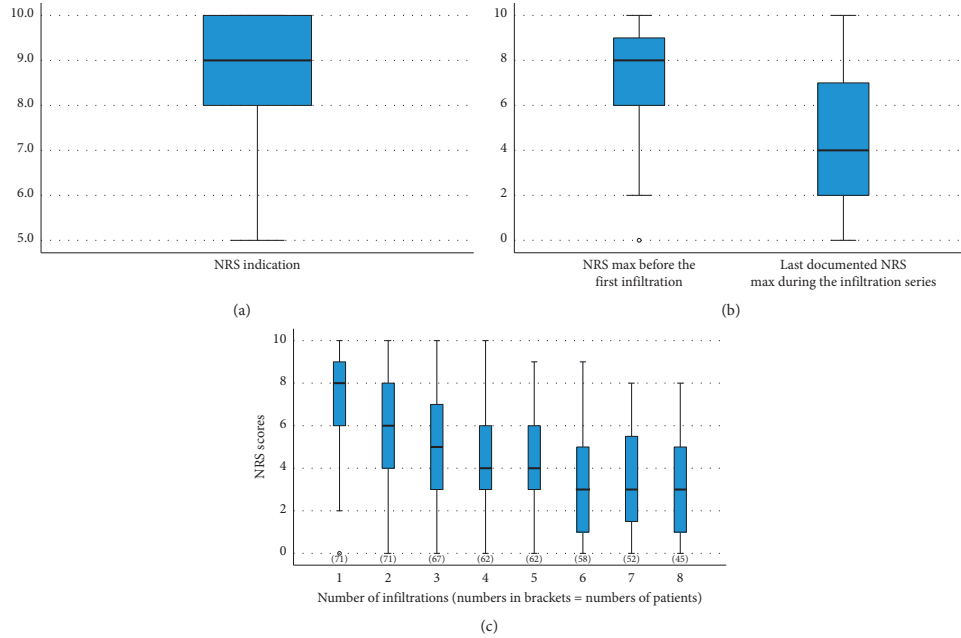 10.0
9.0
8.0
7.0
6.0
5.0
NRS indication
(a)
10
8
6
4
2
0
NRS max before the
first infiltration
Last documented NRS
max during the infiltration series
(b)
NRS scores
10
8
6
4
2
0
(71) (71) (67) (62) (62) (58) (52) (45)
1 2 3 4 5 6 7 8
Number of infiltrations (numbers in brackets = numbers of patients)
(c)